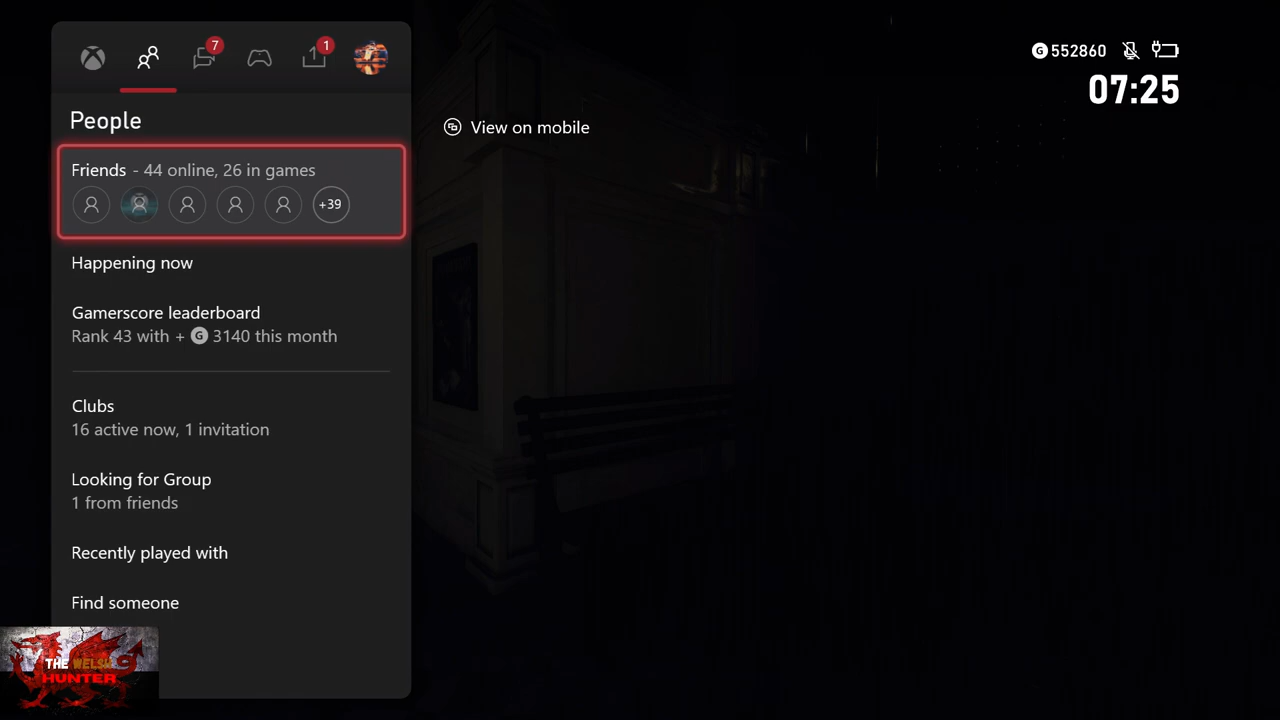 7
1
G 552860
07:25
People
View on mobile
Friends - 44 online, 26 in games
+39
Happening now
Gamerscore leaderboard
Rank 43 with + G 3140 this month
Clubs
16 active now, 1 invitation
Looking for Group
1 from friends
Recently played with
Find someone
THE WELSH
HUNTER